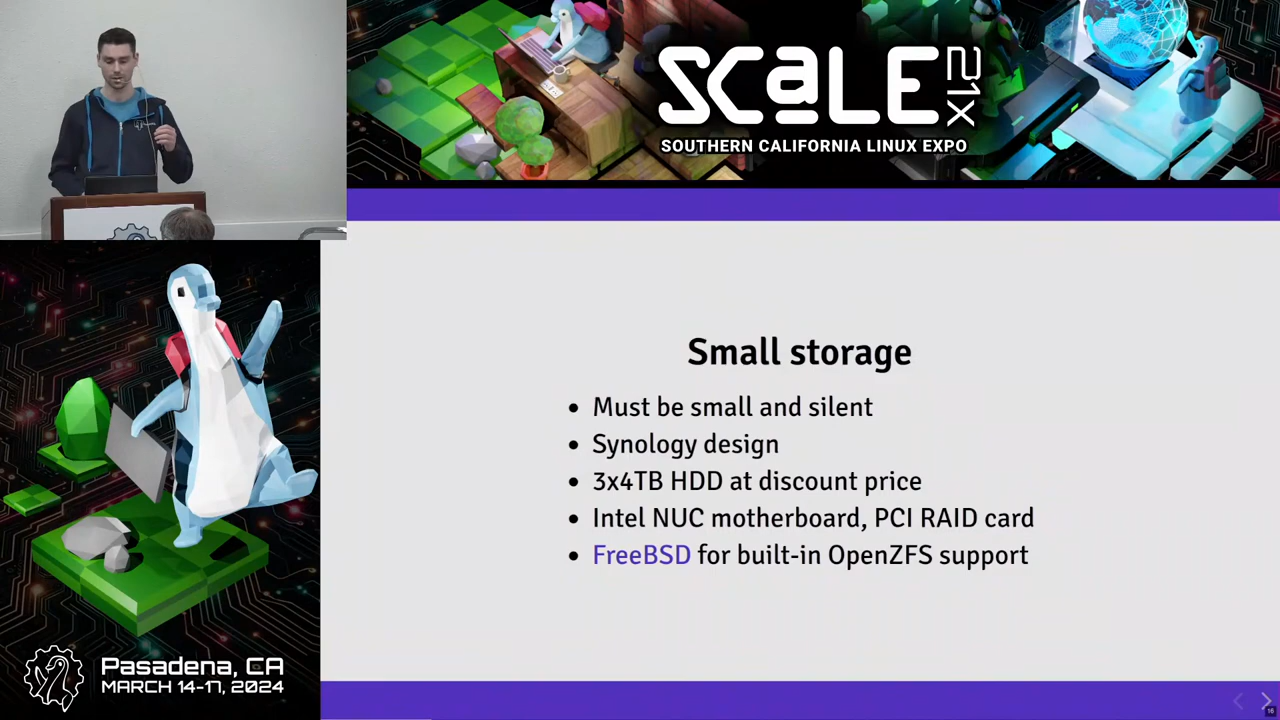 SCaLE 21x
SOUTHERN CALIFORNIA LINUX EXPO
Small storage
• Must be small and silent
• Synology design
• 3x4TB HDD at discount price
• Intel NUC motherboard, PCI RAID card
• FreeBSD for built-in OpenZFS support
Pasadena, CA
MARCH 14-17, 2024
16